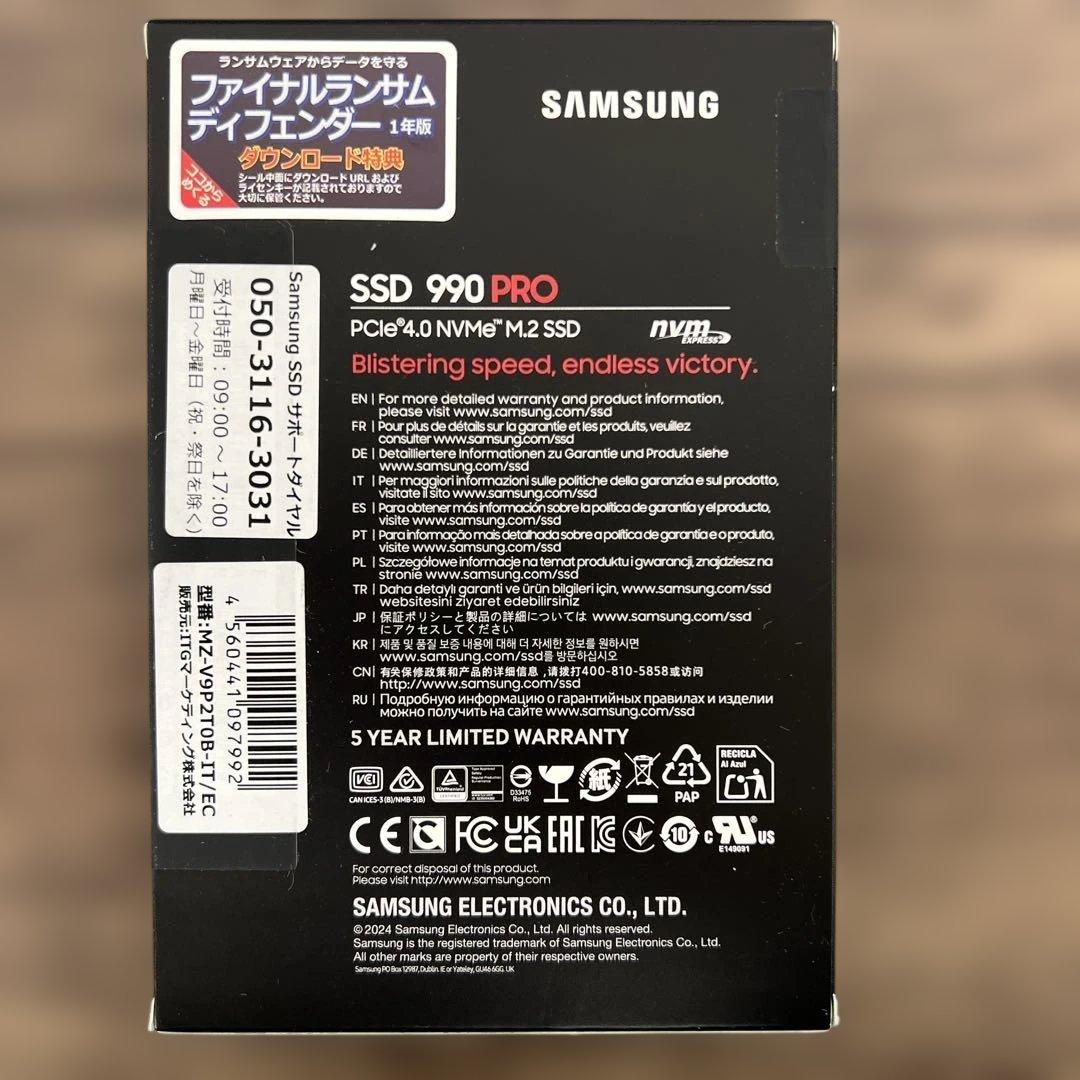 ランサムウェアからデータを守る
ファイナルランサム
ディフェンダー 1年版
ダウンロード特典
シール中面にダウンロード URL および
ライセンキーが記載されておりますので
大切に保管ください。
ココから
めくる
SAMSUNG
Samsung SSD サポートダイヤル
050-3116-3031
受付時間：09:00 ～ 17:00
月曜日～金曜日（祝・祭日を除く）
4 560441 097992
型番:MZ-V9P2T0B-IT/EC
販売元:ITGマーケティング株式会社
SSD 990 PRO
PCIe®4.0 NVMe™ M.2 SSD
nvm
EXPRESS
Blistering speed, endless victory.
EN | For more detailed warranty and product information,
please visit www.samsung.com/ssd
FR | Pour plus de détails sur la garantie et les produits, veuillez
consulter www.samsung.com/ssd
DE | Detailliertere Informationen zu Garantie und Produkt siehe
www.samsung.com/ssd
IT | Per maggiori informazioni sulle politiche della garanzia e sul prodotto,
visitate il sito www.samsung.com/ssd
ES | Para obtener más información sobre la política de garantía y el producto,
visite www.samsung.com/ssd
PT | Para informação mais detalhada sobre a política de garantia e o produto,
visite www.samsung.com/ssd
PL | Szczegółowe informacje na temat produktu i gwarancji, znajdziesz na
stronie www.samsung.com/ssd
TR | Daha detaylı garanti ve ürün bilgileri için, www.samsung.com/ssd
websitesini ziyaret edebilirsiniz
JP | 保証ポリシーと製品の詳細については www.samsung.com/ssd
にアクセスしてください
KR | 제품 및 품질 보증 내용에 대해 더 자세한 정보를 원하시면
www.samsung.com/ssd를 방문하십시오
CN | 有关保修政策和产品的详细信息,请拨打400-810-5858或访问
http://www.samsung.com/ssd
RU | Подробную информацию о гарантийных правилах и изделии
можно получить на сайте www.samsung.com/ssd
5 YEAR LIMITED WARRANTY
VCI
CAN ICES-3 (B)/NMB-3(B)
TÜVRheinland
CERTIFIED
D33475
RoHS
紙
21
PAP
RECICLA
Al Azul
CE FC UK CA EAC 10 c RU US
E149091
For correct disposal of this product.
Please visit http://www.samsung.com
SAMSUNG ELECTRONICS CO., LTD.
© 2024 Samsung Electronics Co., Ltd. All rights reserved.
Samsung is the registered trademark of Samsung Electronics Co., Ltd.
All other marks are property of their respective owners.
Samsung PO Box 12987, Dublin. IE or Yateley, GU46 6GG. UK